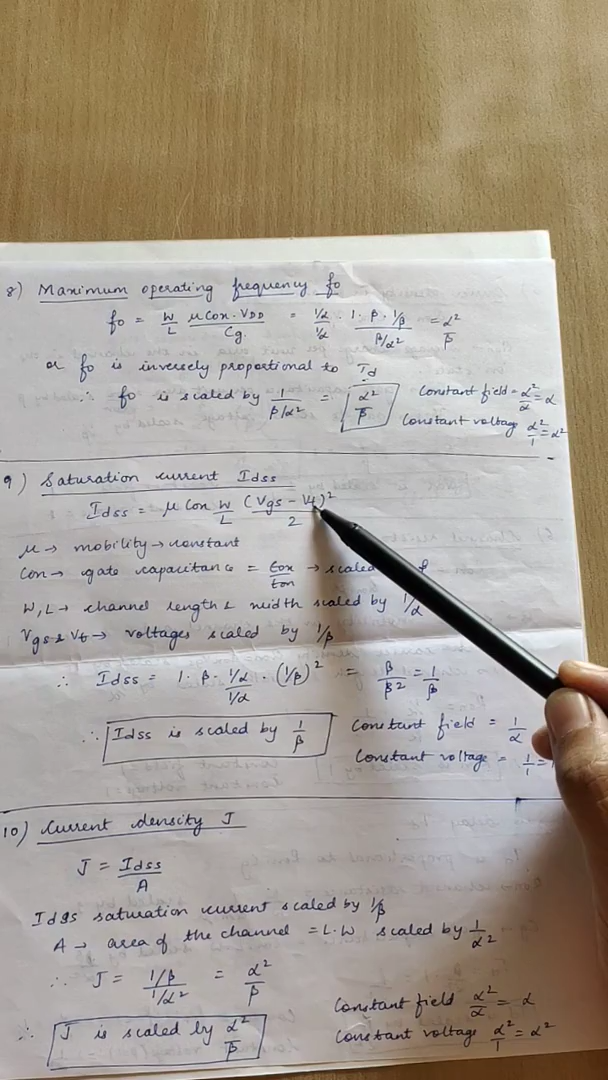 8) Maximum operating frequency fo
fo = W/L μCox·VDD/Cg = 1/α/1/α · 1·β·1/β/β/α² = α²/β
or fo is inversely proportional to Td
∴ fo is scaled by 1/β/α² = α²/β
Constant field = α²/α = α
Constant voltage α²/1 = α²
9) Saturation current Idss
Idss = μ Cox W/L (Vgs - Vt)²/2
μ → mobility → constant
Cox → gate capacitance = εox/tox → scaled
W, L → channel length & width scaled by 1/α
Vgs & Vt → voltages scaled by 1/β
∴ Idss = 1·β·1/α/1/α·(1/β)² = β/β² = 1/β
∴ Idss is scaled by 1/β
Constant field = 1/α
Constant voltage = 1/1 =
10) Current density J
J = Idss/A
Idss saturation current scaled by 1/β
A → area of the channel = L·W scaled by 1/α²
∴ J = 1/β/1/α² = α²/β
∴ J is scaled by α²/β
Constant field α²/α = α
Constant voltage α²/1 = α²